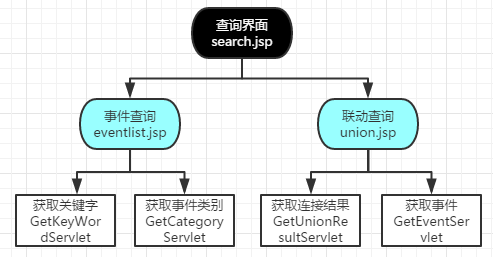 查询界面
search.jsp
事件查询
eventlist.jsp
联动查询
union.jsp
获取关键字
GetKeyWo
rdServlet
获取事件类别
GetCategory
Servlet
获取连接结果
GetUnionRe
sultServlet
获取事件
GetEventSer
vlet